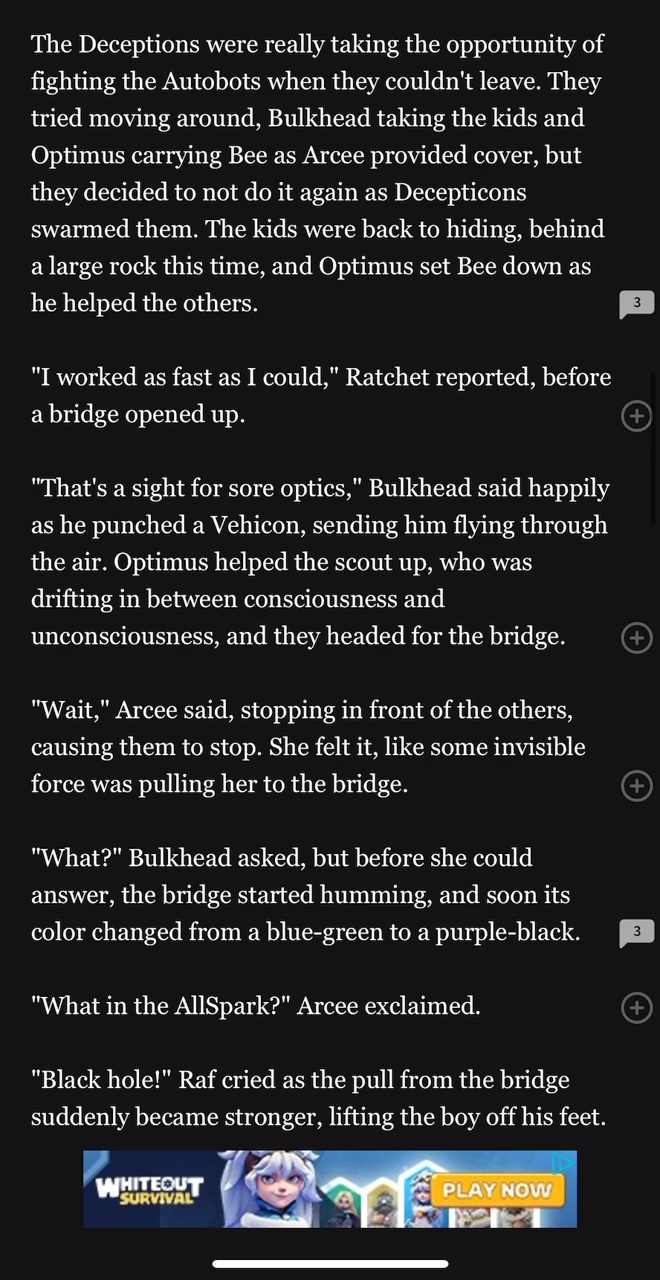 The Deceptions were really taking the opportunity of
fighting the Autobots when they couldn't leave. They
tried moving around, Bulkhead taking the kids and
Optimus carrying Bee as Arcee provided cover, but
they decided to not do it again as Decepticons
swarmed them. The kids were back to hiding, behind
a large rock this time, and Optimus set Bee down as
he helped the others.
3
"I worked as fast as I could," Ratchet reported, before
a bridge opened up.
"That's a sight for sore optics," Bulkhead said happily
as he punched a Vehicon, sending him flying through
the air. Optimus helped the scout up, who was
drifting in between consciousness and
unconsciousness, and they headed for the bridge.
"Wait," Arcee said, stopping in front of the others,
causing them to stop. She felt it, like some invisible
force was pulling her to the bridge.
"What?" Bulkhead asked, but before she could
answer, the bridge started humming, and soon its
color changed from a blue-green to a purple-black.
3
"What in the AllSpark?" Arcee exclaimed.
"Black hole!" Raf cried as the pull from the bridge
suddenly became stronger, lifting the boy off his feet.
WHITEOUT
SURVIVAL
PLAY NOW